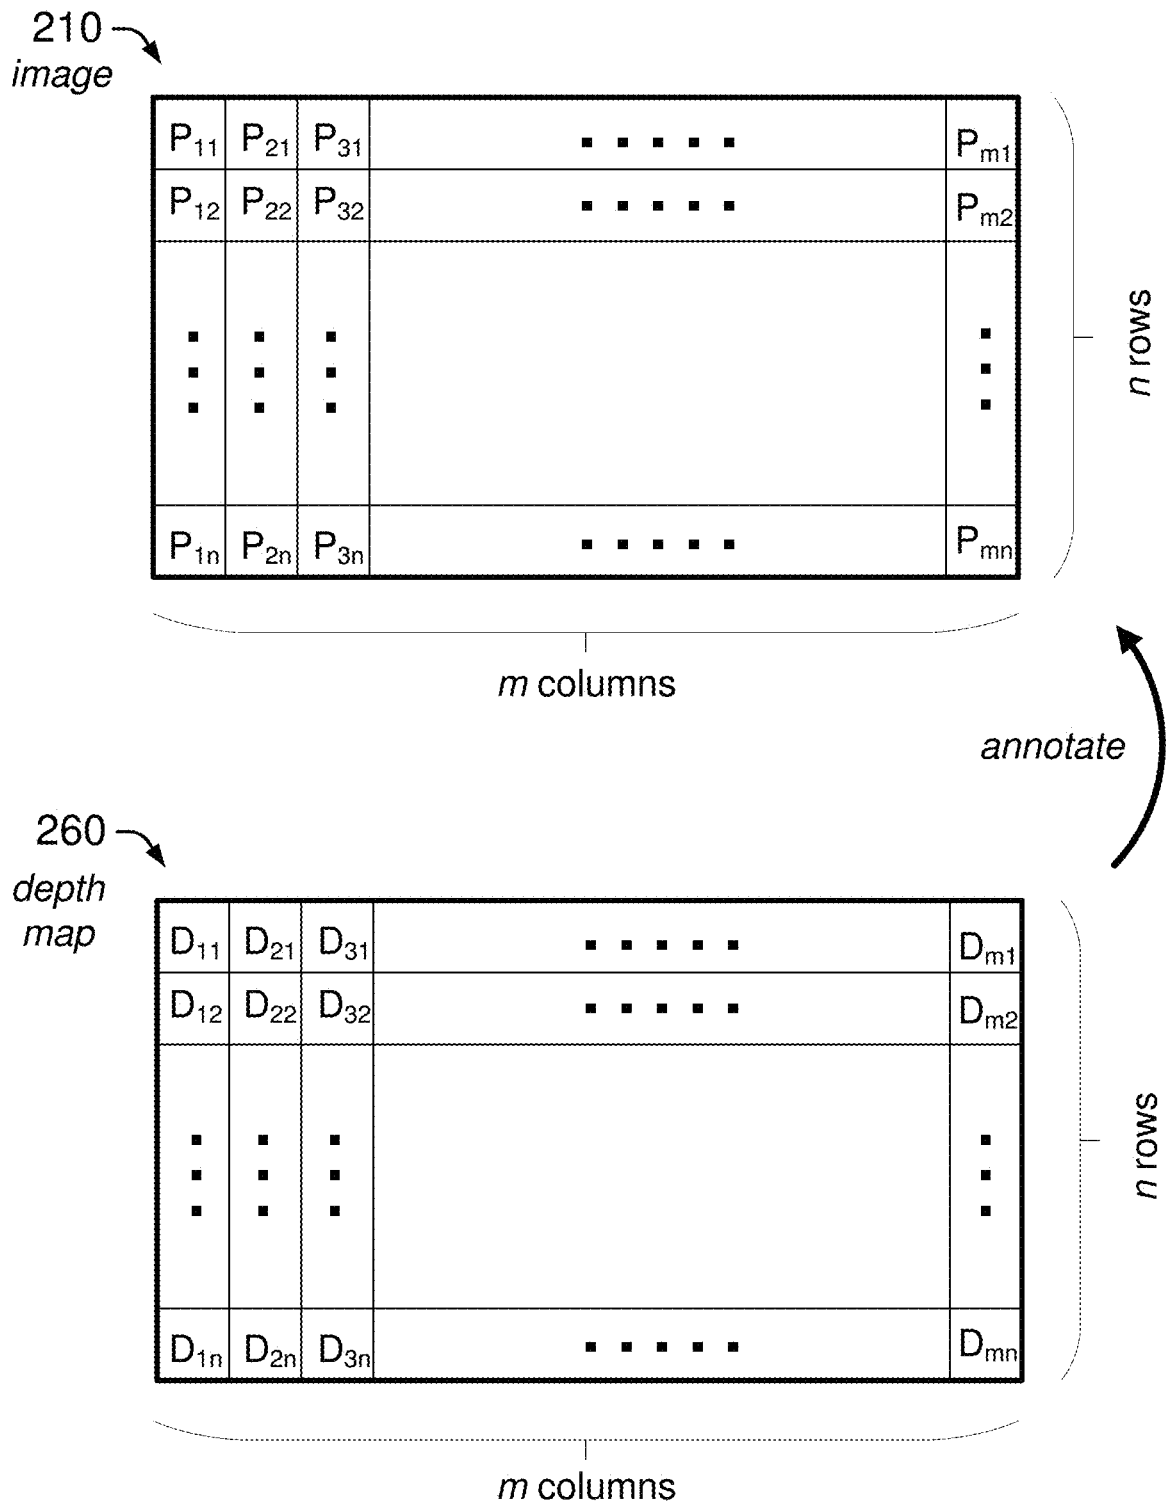 210
image
P11 P21 P31 ..... Pm1
P12 P22 P32 ..... Pm2
P1n P2n P3n ..... Pmn
n rows
m columns
annotate
260
depth
map
D11 D21 D31 ..... Dm1
D12 D22 D32 ..... Dm2
D1n D2n D3n ..... Dmn
n rows
m columns